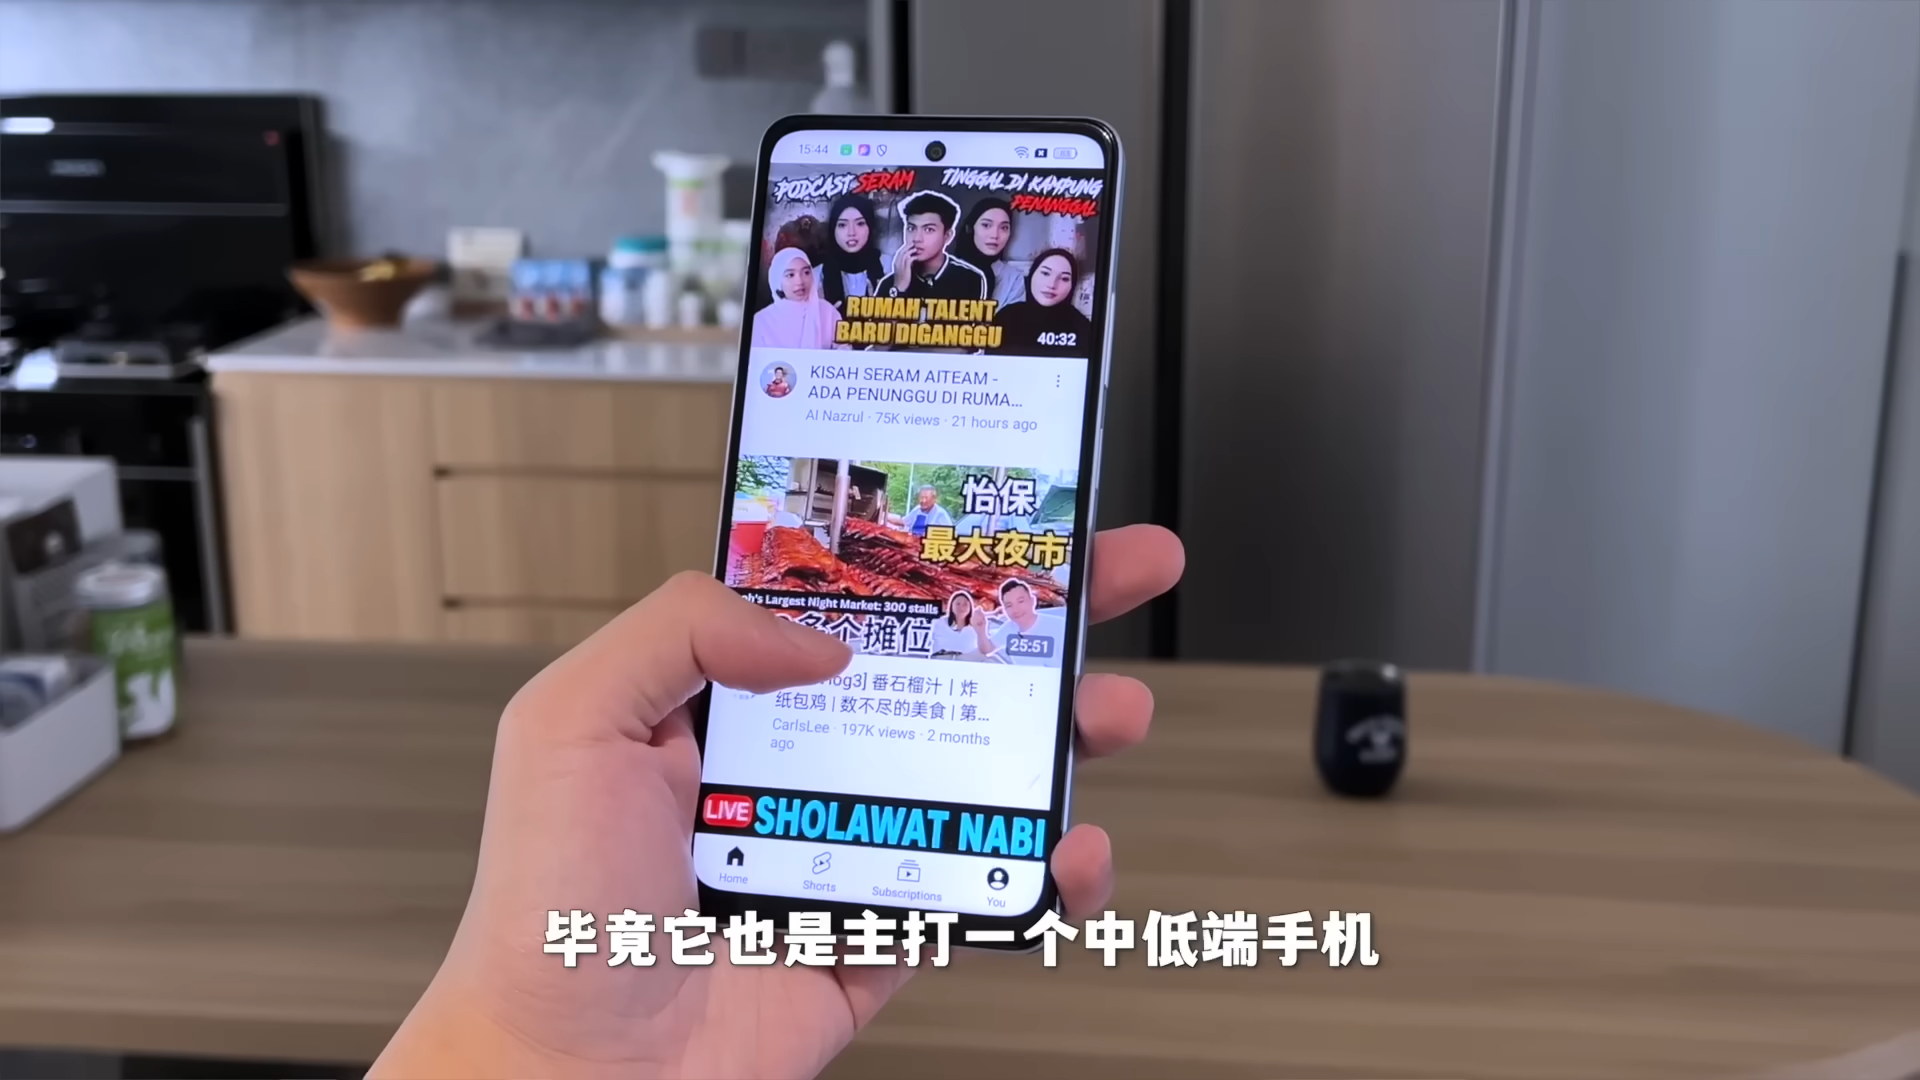 15:44
PODCAST SERAM
TINGGAL DI KAMPUNG
PENANGGAL
RUMAH TALENT
BARU DIGANGGU
40:32
KISAH SERAM AITEAM -
ADA PENUNGGU DI RUMA...
Al Nazrul · 75K views · 21 hours ago
怡保
最大夜市
Largest Night Market: 300 stalls
多个摊位
25:51
番石榴汁｜炸
纸包鸡 | 数不尽的美食 | 第...
CarlsLee · 197K views · 2 months
ago
LIVE SHOLAWAT NABI
Home
Shorts
Subscriptions
You
毕竟它也是主打一个中低端手机